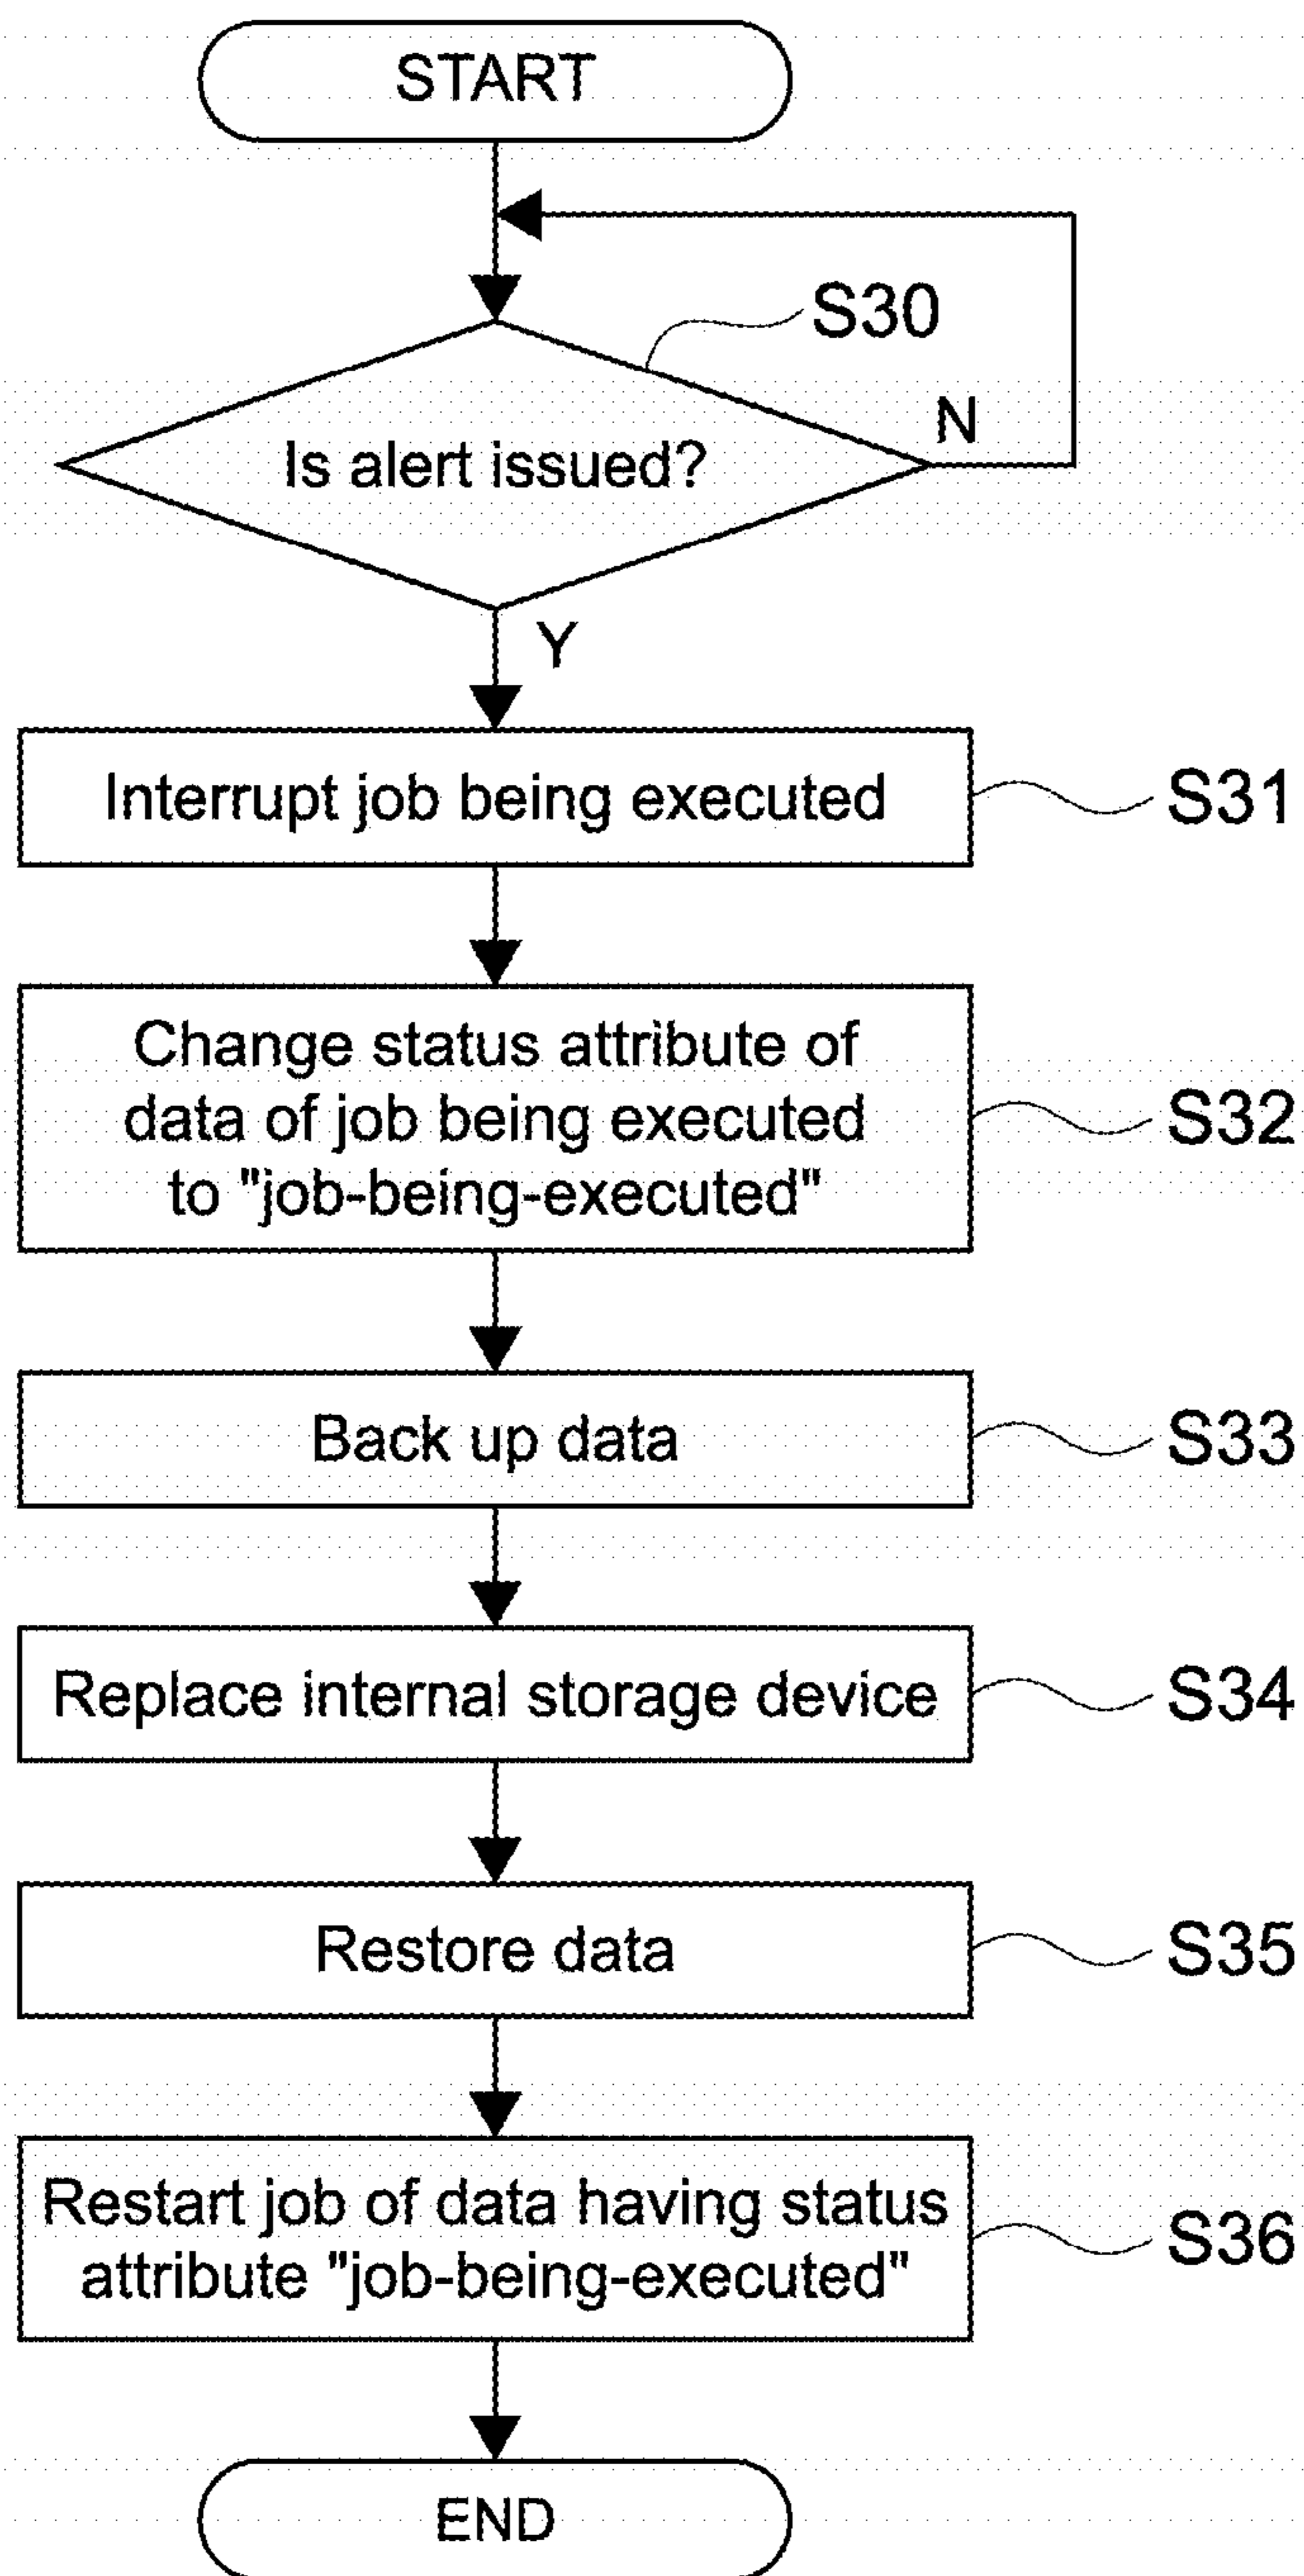 START
S30
N
Is alert issued?
Y
Interrupt job being executed
S31
Change status attribute of
data of job being executed
to "job-being-executed"
S32
Back up data
S33
Replace internal storage device
S34
Restore data
S35
Restart job of data having status
attribute "job-being-executed"
S36
END